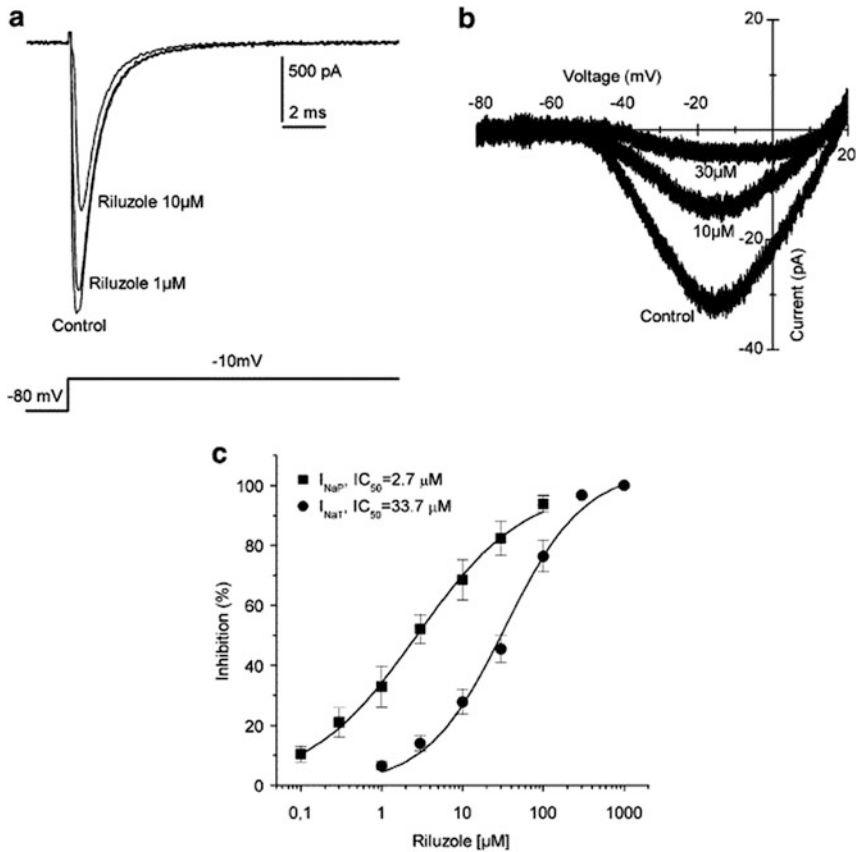 a
500 pA
2 ms
Riluzole 10µM
Riluzole 1µM
Control
-10mV
-80 mV
b
20
Voltage (mV)
-80 -60 -40 -20
20
30µM
10µM
-20
Control
Current (pA)
-40
c
I_NaP, IC_50=2.7 µM
I_NaT, IC_50=33.7 µM
100
80
60
40
20
0
Inhibition (%)
0,1 1 10 100 1000
Riluzole [µM]